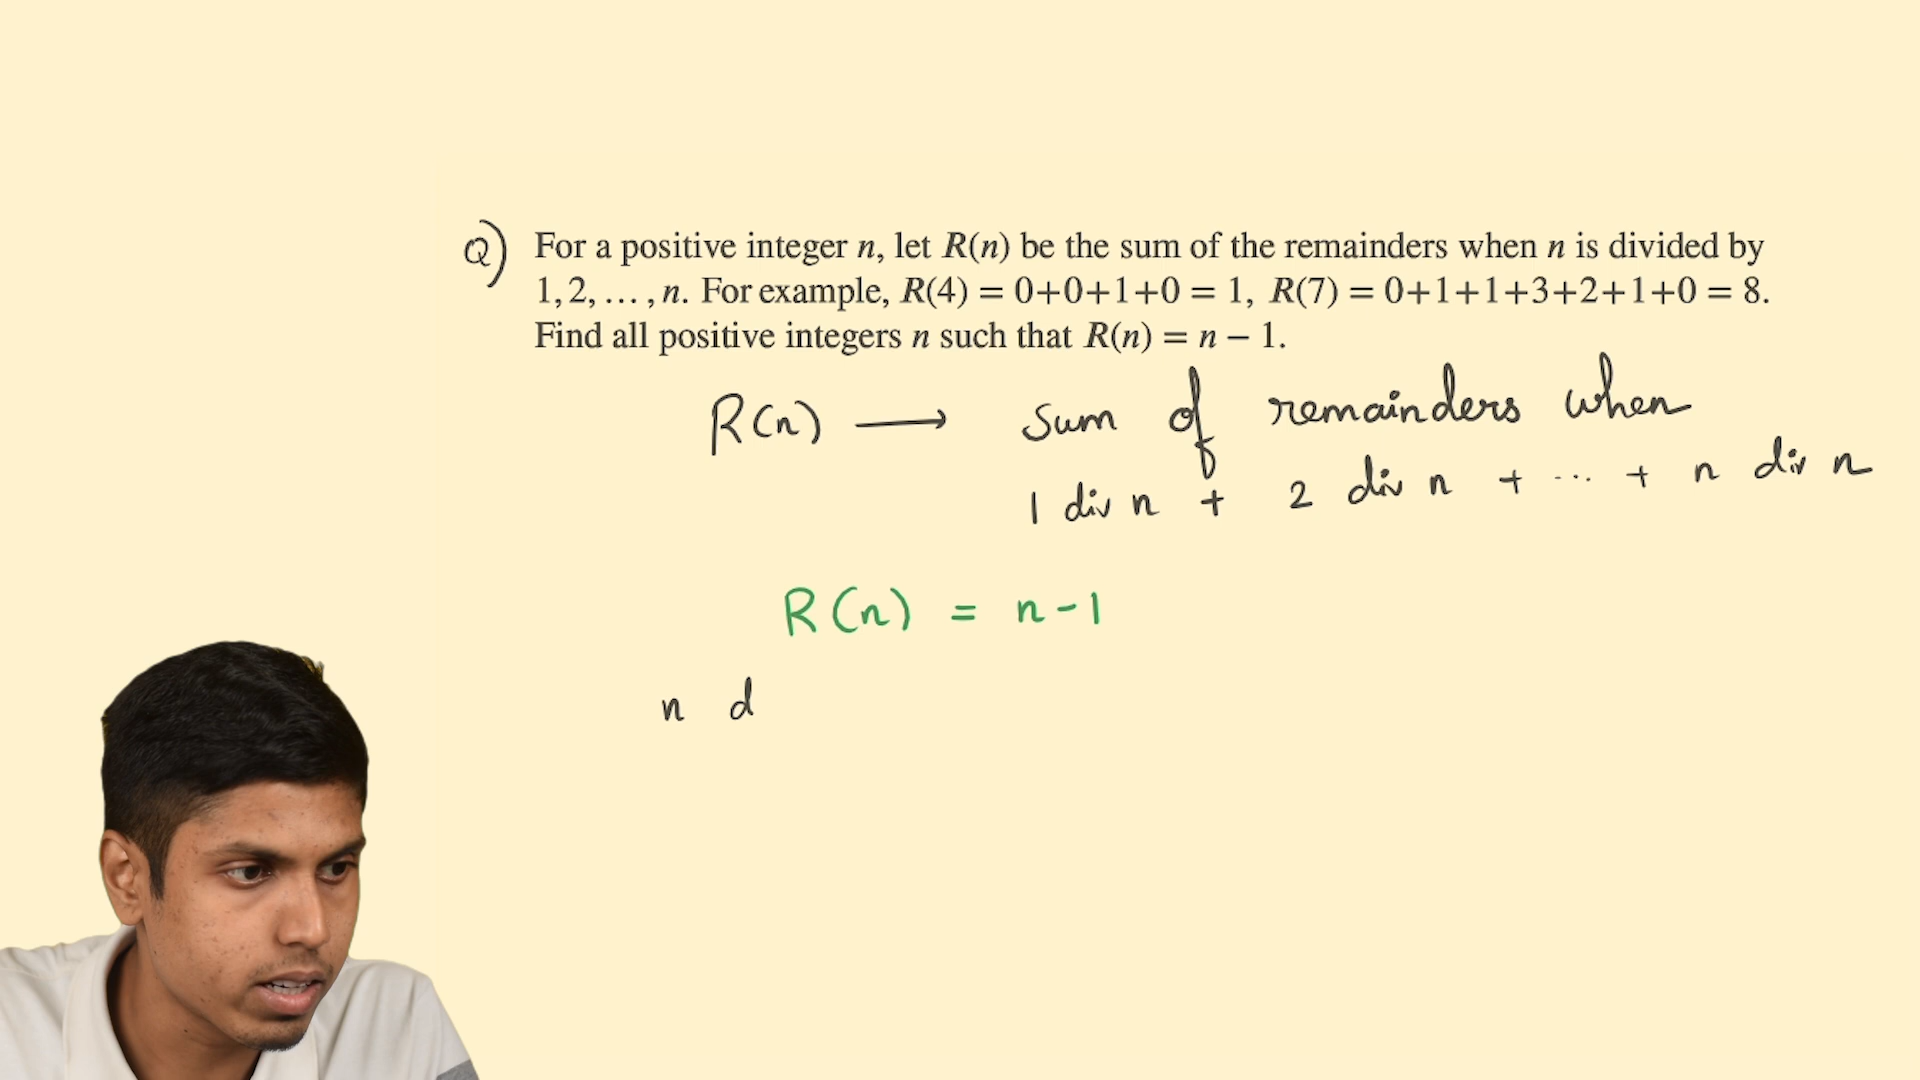 Q) For a positive integer n, let R(n) be the sum of the remainders when n is divided by
1,2,...,n. For example, R(4) = 0+0+1+0 = 1, R(7) = 0+1+1+3+2+1+0 = 8.
Find all positive integers n such that R(n) = n − 1.
R(n) ⟶ Sum of remainders when
1 div n + 2 div n + ... + n div n
R(n) = n-1
n d